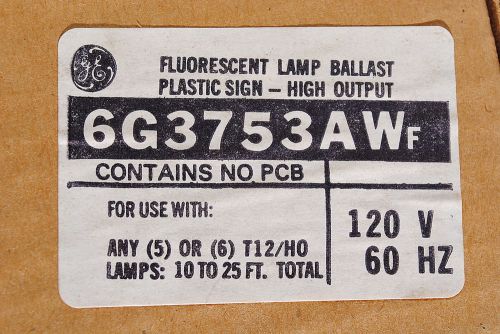 GE
FLUORESCENT LAMP BALLAST
PLASTIC SIGN — HIGH OUTPUT
6G3753AWF
CONTAINS NO PCB
FOR USE WITH:
ANY (5) OR (6) T12/HO
LAMPS: 10 TO 25 FT. TOTAL
120 V
60 HZ